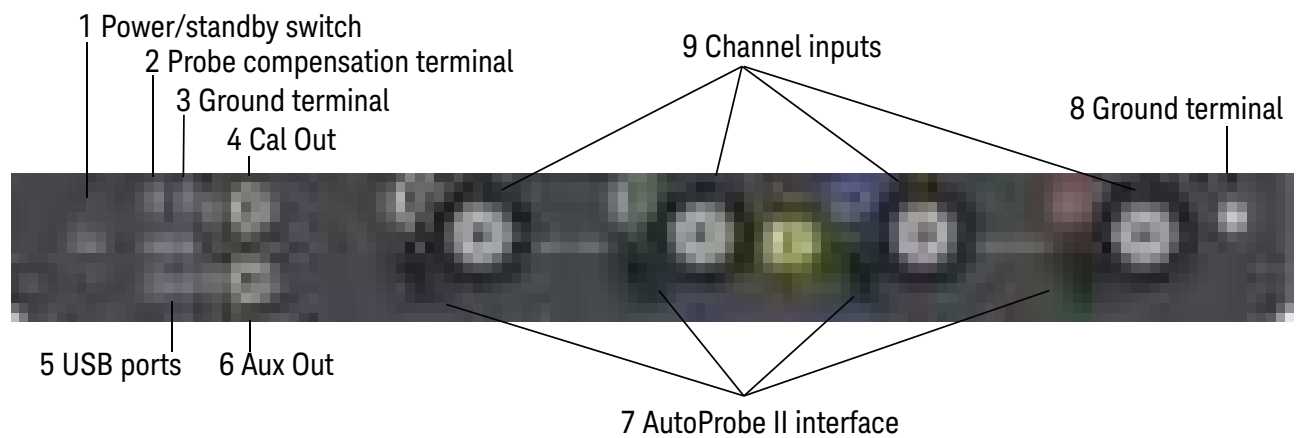 1 Power/standby switch
2 Probe compensation terminal
3 Ground terminal
4 Cal Out
9 Channel inputs
8 Ground terminal
5 USB ports
6 Aux Out
7 AutoProbe II interface